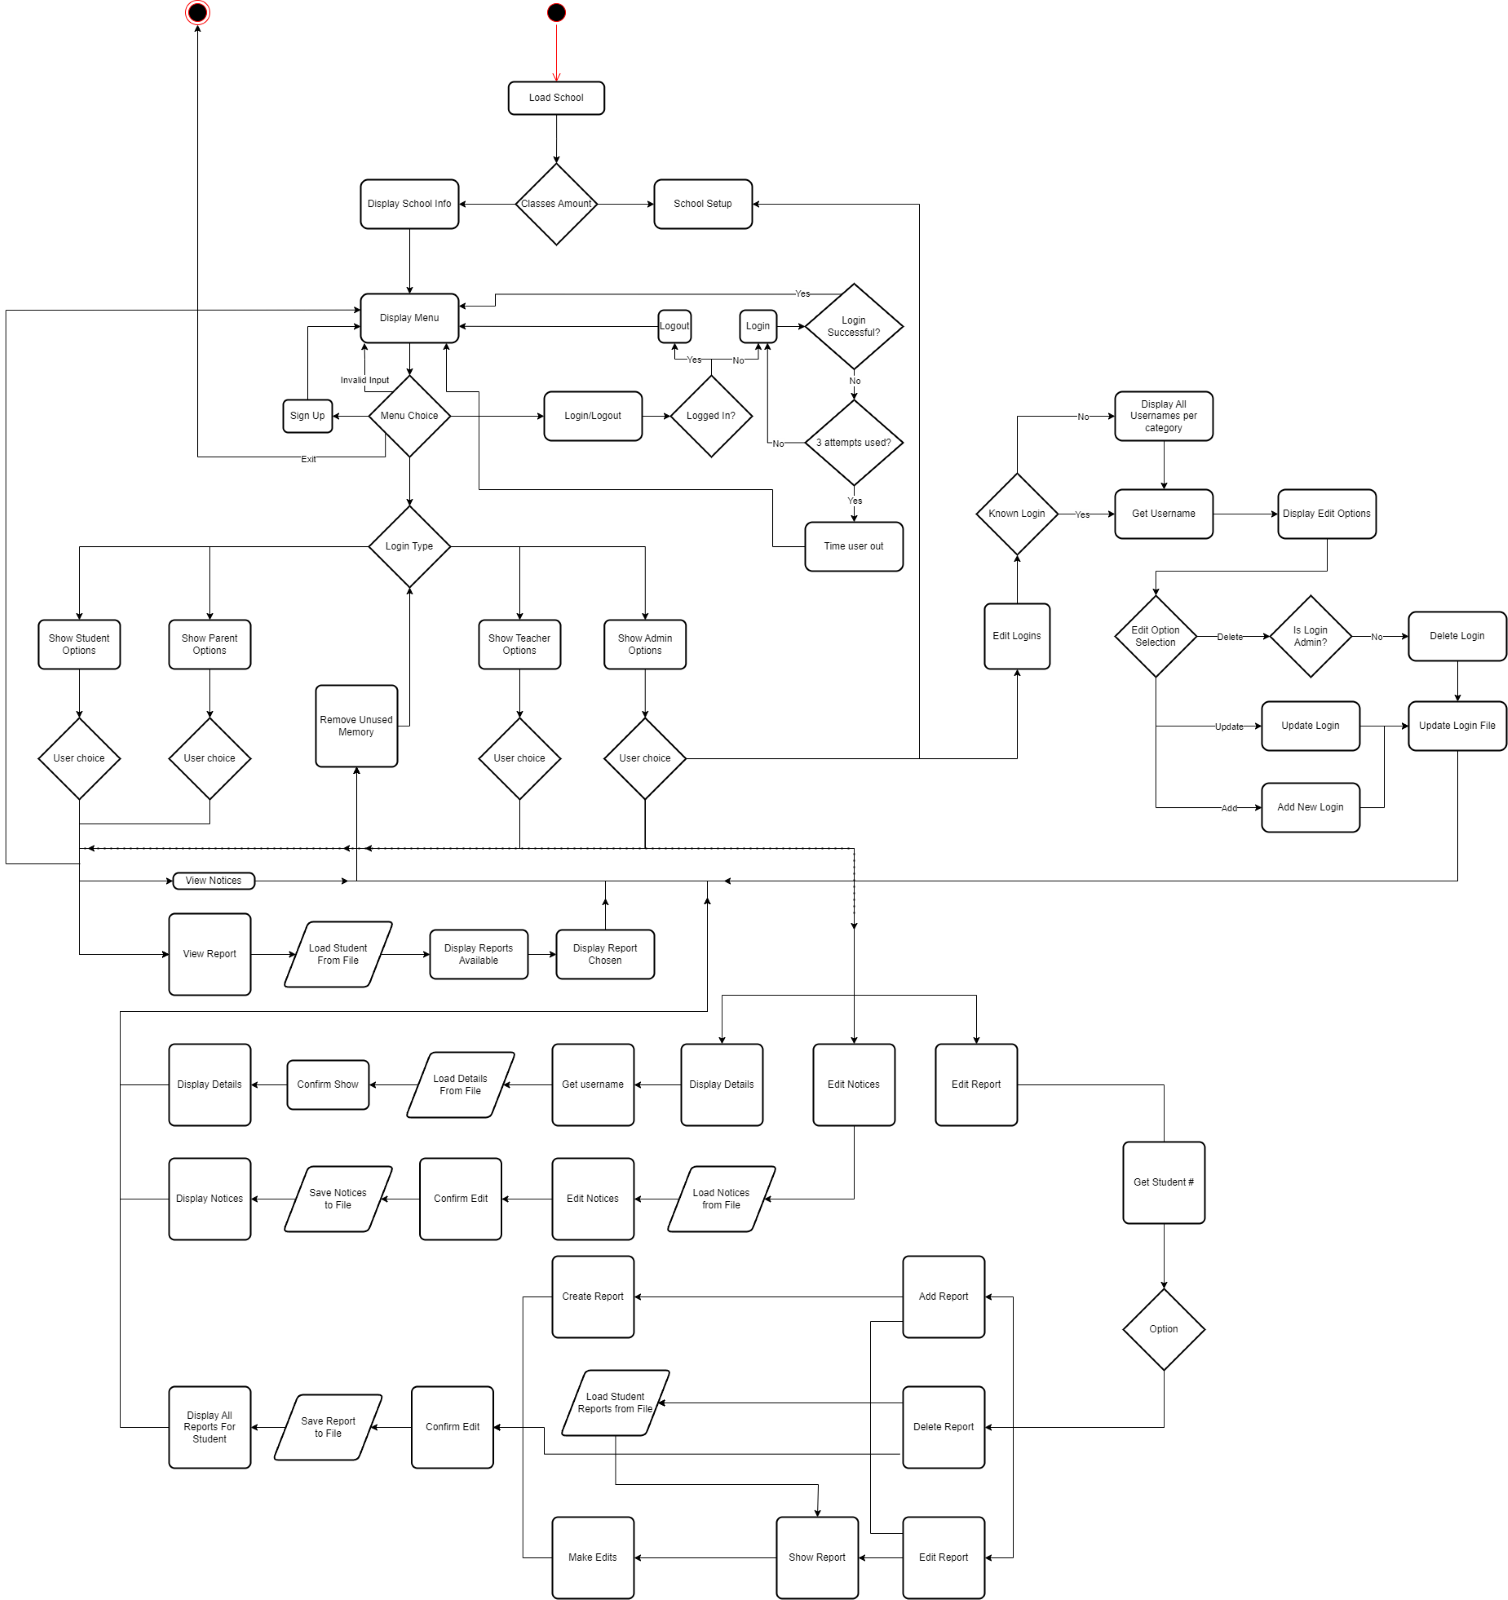 Load School
Display School Info
Classes Amount
School Setup
Yes
Display Menu
Logout
Login
Login
Successful?
Invalid Input
Yes
No
No
Sign Up
Menu Choice
Login/Logout
Logged In?
3 attempts used?
No
Exit
Yes
Time user out
Display All
Usernames per
category
No
Known Login
Yes
Get Username
Display Edit Options
Login Type
Show Student
Options
Show Parent
Options
Show Teacher
Options
Show Admin
Options
Edit Logins
Edit Option
Selection
Delete
Is Login
Admin?
No
Delete Login
Remove Unused
Memory
Update
Update Login
Update Login File
User choice
User choice
User choice
User choice
Add
Add New Login
View Notices
View Report
Load Student
From File
Display Reports
Available
Display Report
Chosen
Display Details
Confirm Show
Load Details
From File
Get username
Display Details
Edit Notices
Edit Report
Get Student #
Display Notices
Save Notices
to File
Confirm Edit
Edit Notices
Load Notices
from File
Create Report
Add Report
Option
Load Student
Reports from File
Display All
Reports For
Student
Save Report
to File
Confirm Edit
Delete Report
Make Edits
Show Report
Edit Report